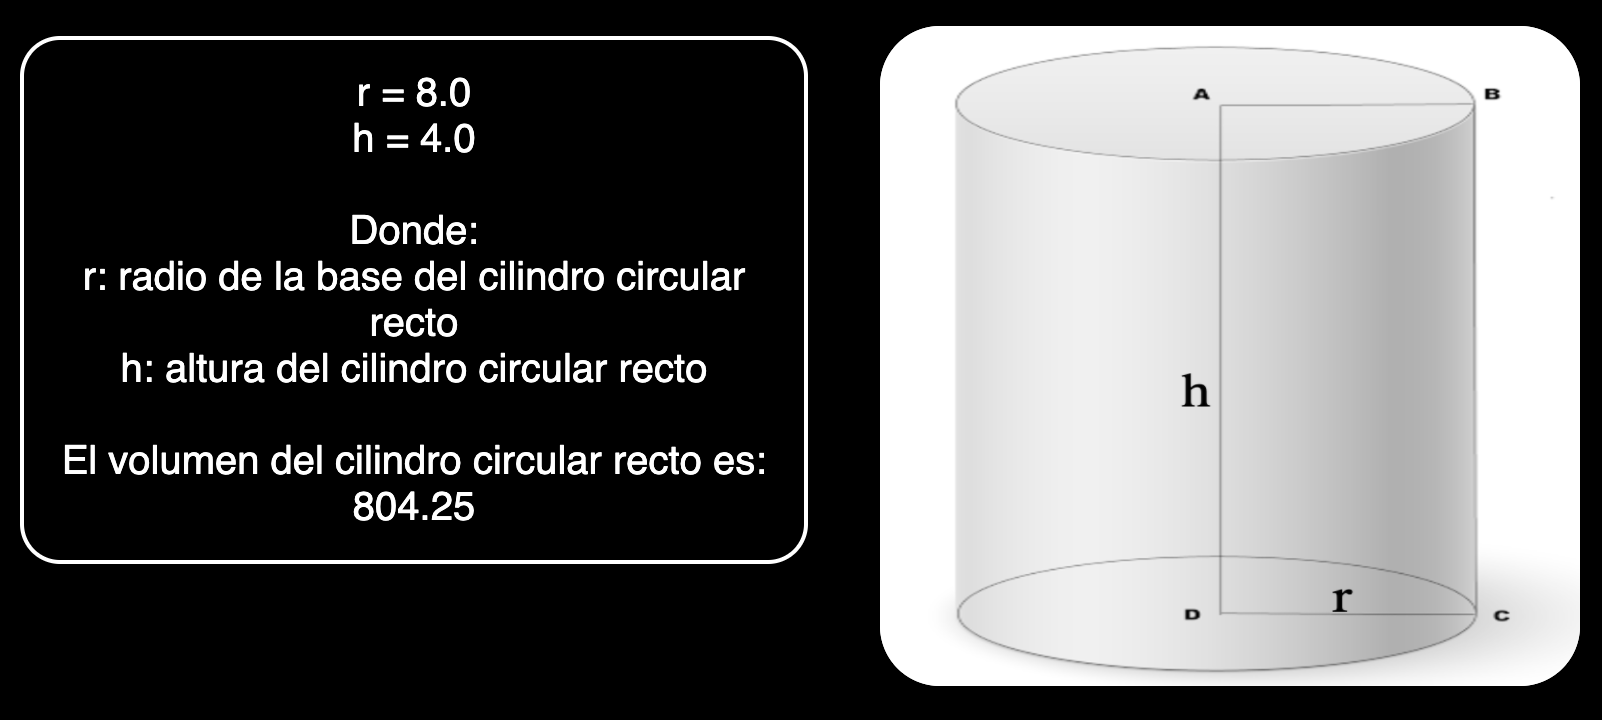 r = 8.0
h = 4.0
Donde:
r: radio de la base del cilindro circular
recto
h: altura del cilindro circular recto
El volumen del cilindro circular recto es:
804.25
A
B
h
r
D
C